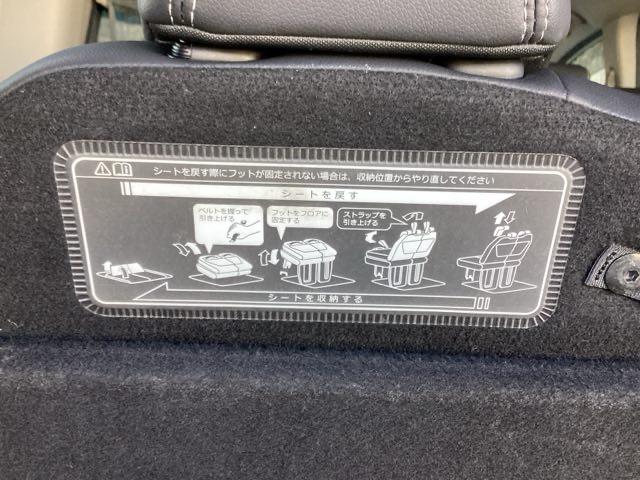 シートを戻す際にフットが固定されない場合は、収納位置からやり直してください
シートを戻す
ベルトを握って
引き上げる
フットをフロアに
固定する
ストラップを
引き上げる
シートを収納する